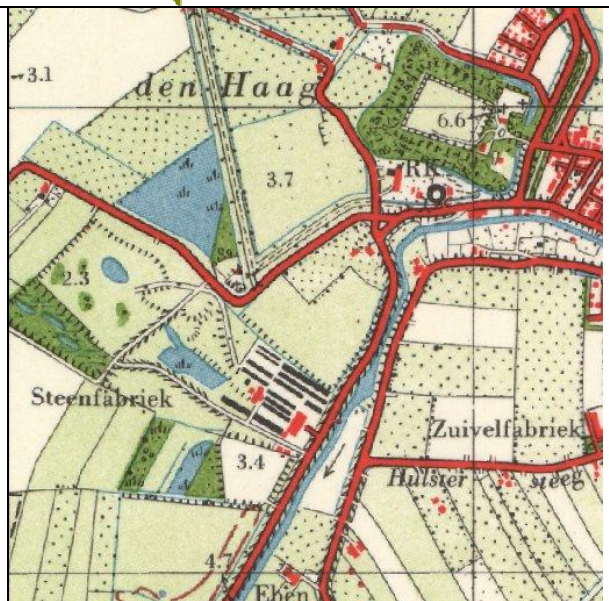 3.1
den Haag
6.6
RK
3.7
2.3
Steenfabriek
Zuivelfabriek
3.4
Hulster steeg
4.7
Eben